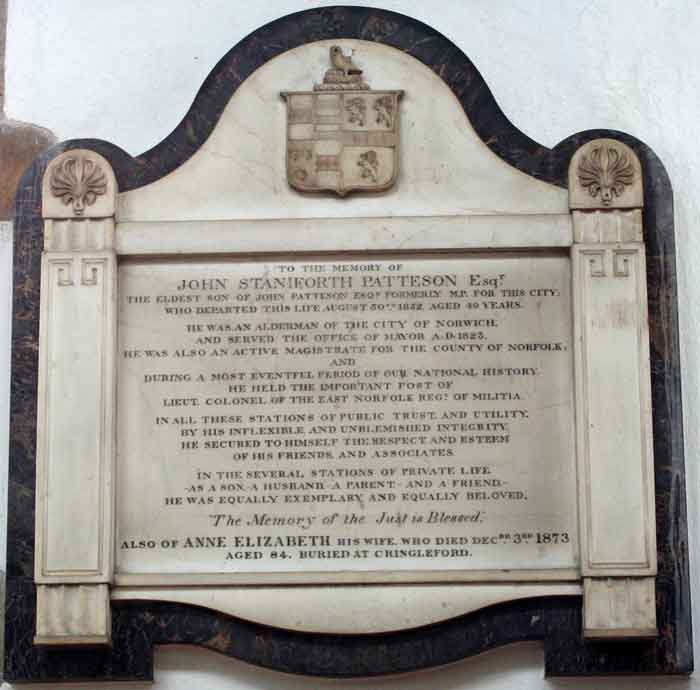 TO THE MEMORY OF
JOHN STANIFORTH PATTESON Esqr
THE ELDEST SON OF JOHN PATTESON ESQR FORMERLY M.P. FOR THIS CITY;
WHO DEPARTED THIS LIFE AUGUST 30TH 1832, AGED 49 YEARS.
HE WAS AN ALDERMAN OF THE CITY OF NORWICH,
AND SERVED THE OFFICE OF MAYOR A.D. 1823.
HE WAS ALSO AN ACTIVE MAGISTRATE FOR THE COUNTY OF NORFOLK,
AND
DURING A MOST EVENTFUL PERIOD OF OUR NATIONAL HISTORY
HE HELD THE IMPORTANT POST OF
LIEUT. COLONEL OF THE EAST NORFOLK REGT. OF MILITIA.
IN ALL THESE STATIONS OF PUBLIC TRUST, AND UTILITY,
BY HIS INFLEXIBLE AND UNBLEMISHED INTEGRITY,
HE SECURED TO HIMSELF THE RESPECT AND ESTEEM
OF HIS FRIENDS, AND ASSOCIATES.
IN THE SEVERAL STATIONS OF PRIVATE LIFE
-AS A SON,-A HUSBAND,-A PARENT,-AND A FRIEND,-
HE WAS EQUALLY EXEMPLARY AND EQUALLY BELOVED.
"The Memory of the Just is Blessed."
ALSO OF ANNE ELIZABETH HIS WIFE, WHO DIED DECBR. 3RD 1873
AGED 84. BURIED AT CRINGLEFORD.